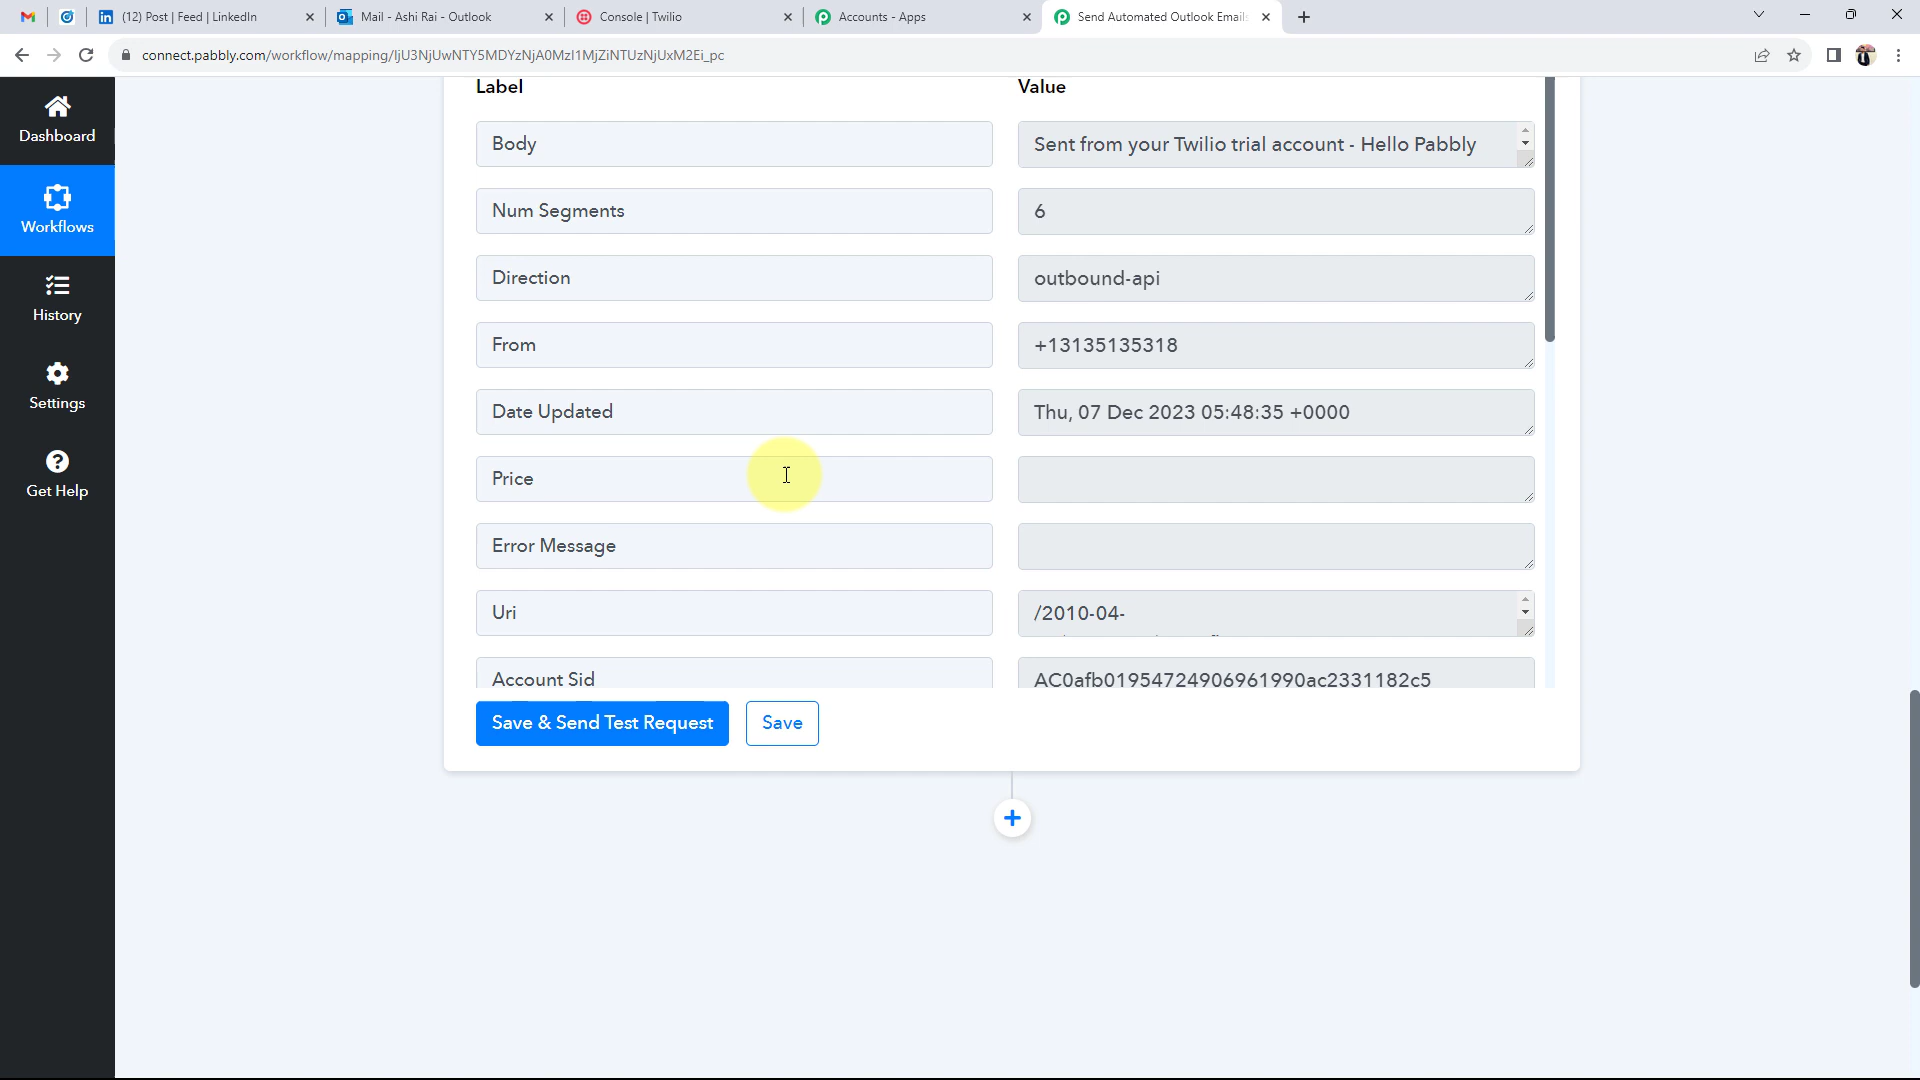 (12) Post | Feed | LinkedIn
Mail - Ashi Rai - Outlook
Console | Twilio
Accounts - Apps
Send Automated Outlook Emails
connect.pabbly.com/workflow/mapping/IjU3NjUwNTY5MDYzNjA0MzI1MjZiNTUzNjUxM2Ei_pc
Dashboard
Workflows
History
Settings
Get Help
Label Value
Body Sent from your Twilio trial account - Hello Pabbly
Num Segments 6
Direction outbound-api
From +13135135318
Date Updated Thu, 07 Dec 2023 05:48:35 +0000
Price
Error Message
Uri /2010-04-
Account Sid AC0afb01954724906961990ac2331182c5
Save & Send Test Request Save